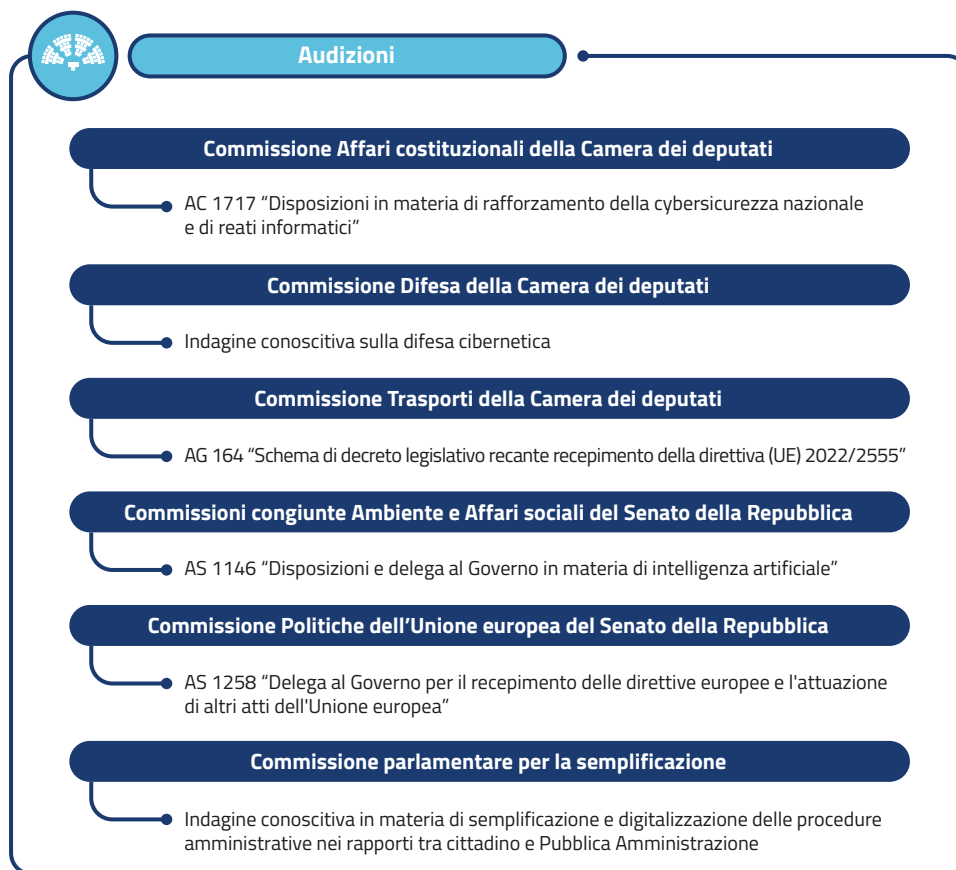 Audizioni
Commissione Affari costituzionali della Camera dei deputati
AC 1717 “Disposizioni in materia di rafforzamento della cybersicurezza nazionale
e di reati informatici”
Commissione Difesa della Camera dei deputati
Indagine conoscitiva sulla difesa cibernetica
Commissione Trasporti della Camera dei deputati
AG 164 “Schema di decreto legislativo recante recepimento della direttiva (UE) 2022/2555”
Commissioni congiunte Ambiente e Affari sociali del Senato della Repubblica
AS 1146 “Disposizioni e delega al Governo in materia di intelligenza artificiale”
Commissione Politiche dell’Unione europea del Senato della Repubblica
AS 1258 “Delega al Governo per il recepimento delle direttive europee e l'attuazione
di altri atti dell'Unione europea”
Commissione parlamentare per la semplificazione
Indagine conoscitiva in materia di semplificazione e digitalizzazione delle procedure
amministrative nei rapporti tra cittadino e Pubblica Amministrazione